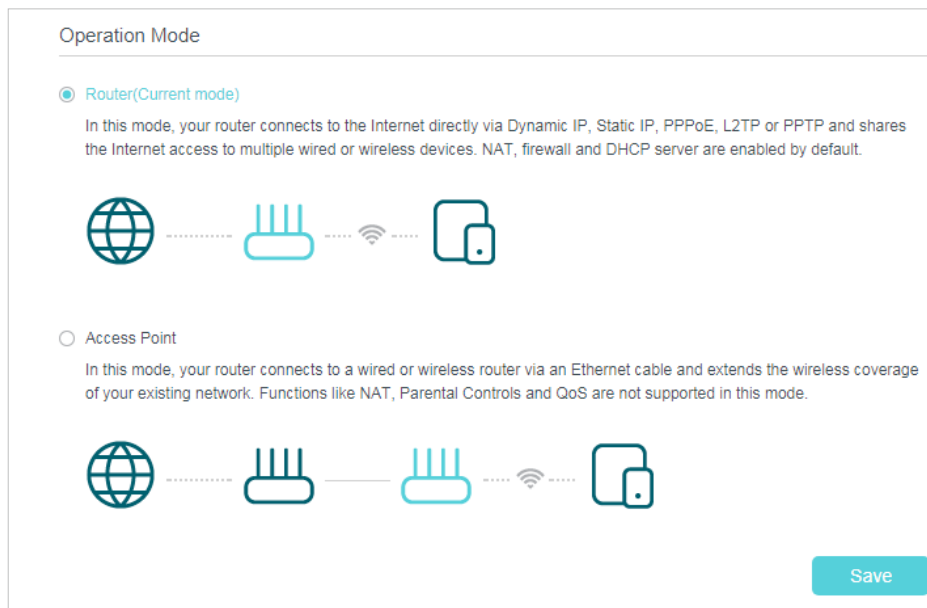 Operation Mode
Router(Current mode)
In this mode, your router connects to the Internet directly via Dynamic IP, Static IP, PPPoE, L2TP or PPTP and shares
the Internet access to multiple wired or wireless devices. NAT, firewall and DHCP server are enabled by default.
Access Point
In this mode, your router connects to a wired or wireless router via an Ethernet cable and extends the wireless coverage
of your existing network. Functions like NAT, Parental Controls and QoS are not supported in this mode.
Save